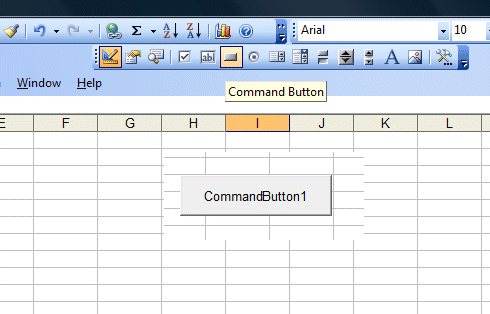 Arial 10
Window Help
Command Button
E F G H I J K L
CommandButton1